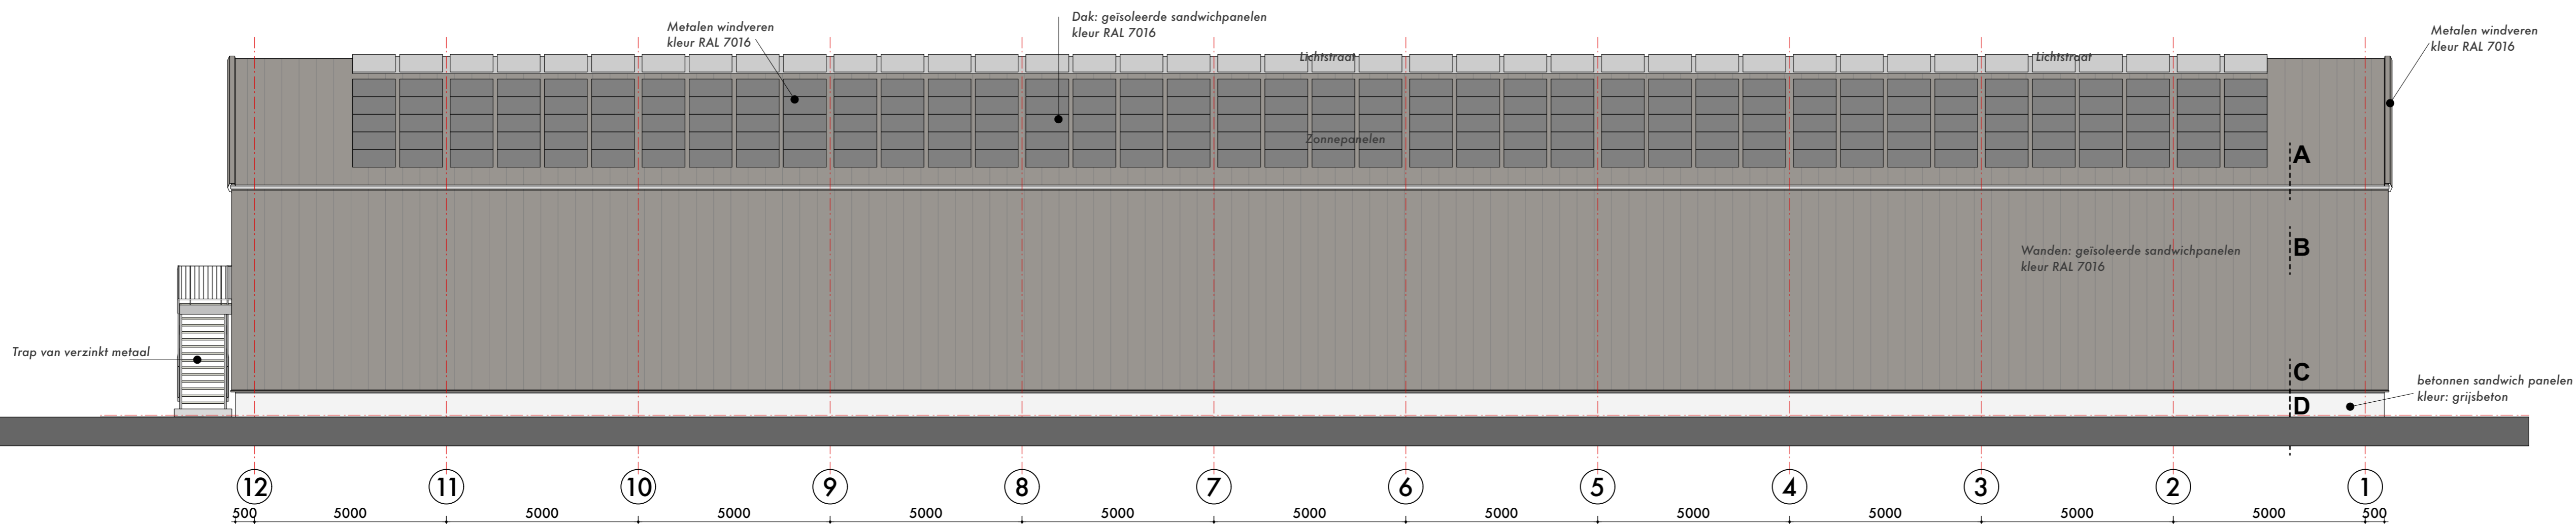 Metalen windveren
kleur RAL 7016
Dak: geïsoleerde sandwichpanelen
kleur RAL 7016
Lichtstraat
Lichtstraat
Metalen windveren
kleur RAL 7016
Zonnepanelen
A
B
Wanden: geïsoleerde sandwichpanelen
kleur RAL 7016
Trap van verzinkt metaal
C
betonnen sandwich panelen
kleur: grijsbeton
D
12 11 10 9 8 7 6 5 4 3 2 1
500 5000 5000 5000 5000 5000 5000 5000 5000 5000 5000 5000 500